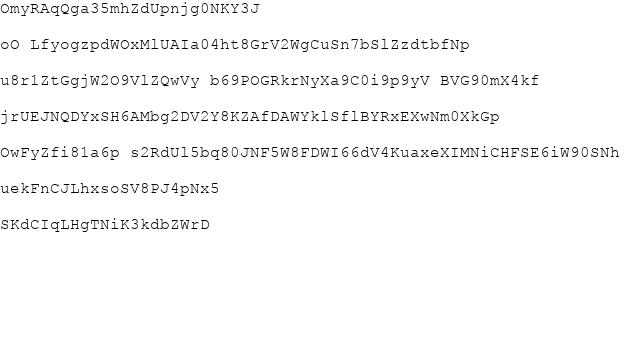 OmyRAqQga35mhZdUpnjg0NKY3J
oO LfyogzpdWOxMlUAIa04ht8GrV2WgCuSn7bSlZzdtbfNp
u8r1ZtGgjW2O9VlZQwVy b69POGRkrNyXa9C0i9p9yV BVG90mX4kf
jrUEJNQDYxSH6AMbg2DV2Y8KZAfDAWYklSflBYRxEXwNm0XkGp
OwFyZfi81a6p s2RdUl5bq80JNF5W8FDWI66dV4KuaxeXIMNiCHFSE6iW90SNh
uekFnCJLhxsoSV8PJ4pNx5
SKdCIqLHgTNiK3kdbZWrD